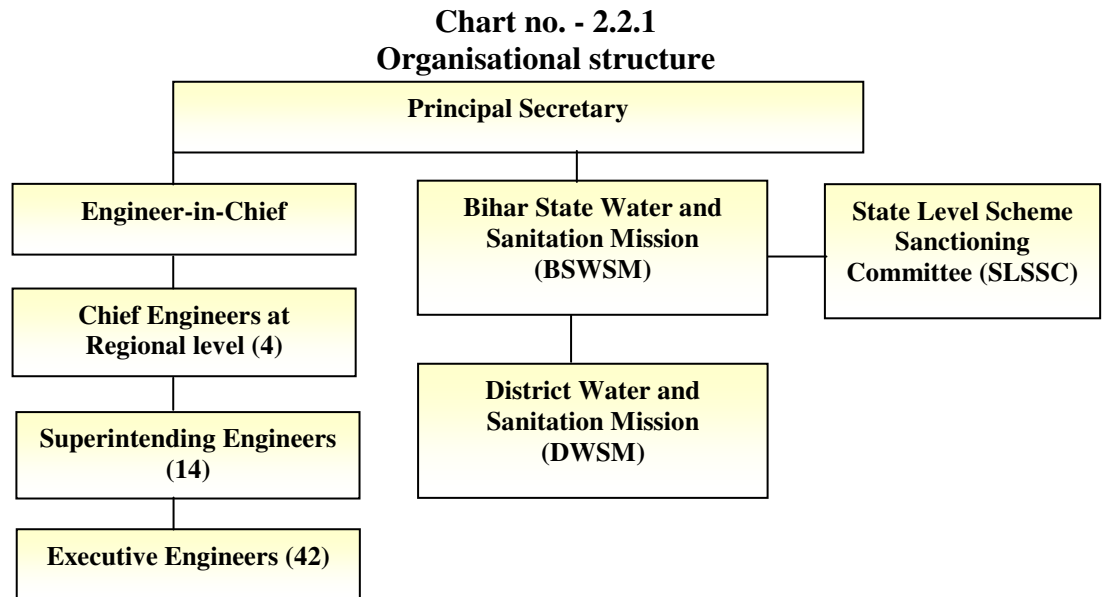 Chart no. - 2.2.1
Organisational structure
Principal Secretary
Engineer-in-Chief
Chief Engineers at
Regional level (4)
Superintending Engineers
(14)
Executive Engineers (42)
Bihar State Water and
Sanitation Mission
(BSWSM)
District Water and
Sanitation Mission
(DWSM)
State Level Scheme
Sanctioning
Committee (SLSSC)